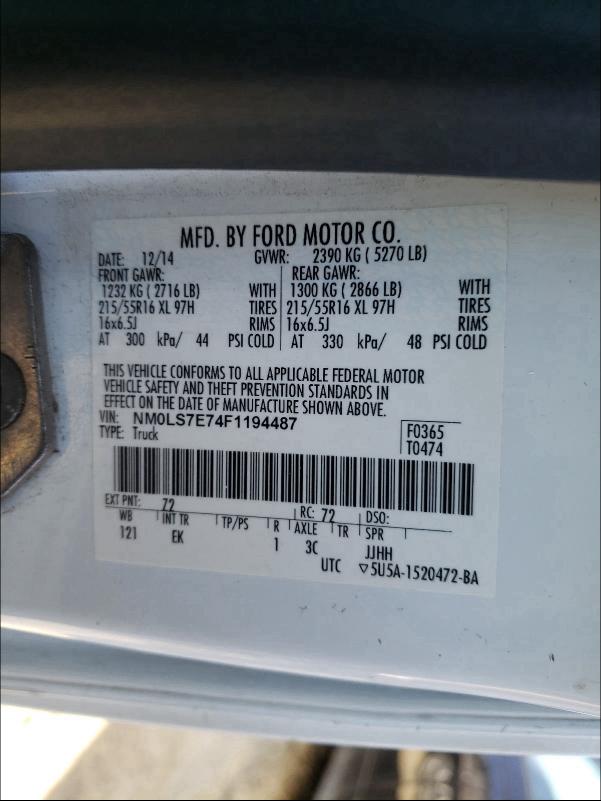 MFD. BY FORD MOTOR CO.
DATE: 12/14 GVWR: 2390 KG ( 5270 LB)
FRONT GAWR: REAR GAWR:
1232 KG ( 2716 LB) WITH 1300 KG ( 2866 LB) WITH
215/55R16 XL 97H TIRES 215/55R16 XL 97H TIRES
16x6.5J RIMS 16x6.5J RIMS
AT 300 kPa/ 44 PSI COLD AT 330 kPa/ 48 PSI COLD
THIS VEHICLE CONFORMS TO ALL APPLICABLE FEDERAL MOTOR
VEHICLE SAFETY AND THEFT PREVENTION STANDARDS IN
EFFECT ON THE DATE OF MANUFACTURE SHOWN ABOVE.
VIN: NM0LS7E74F1194487 F0365
TYPE: Truck T0474
EXT PNT: 72 RC: 72 DSO:
WB INT TR TP/PS R AXLE TR SPR
121 EK 1 3C JJHH
UTC ▽5U5A-1520472-BA